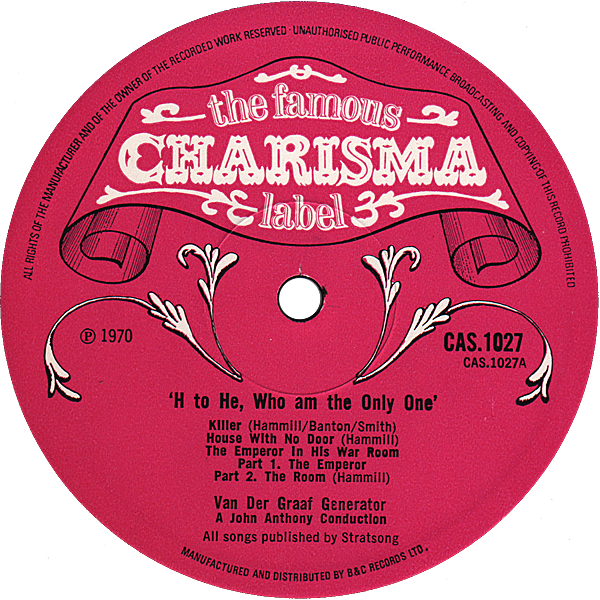 ALL RIGHTS OF THE MANUFACTURER AND OF THE OWNER OF THE RECORDED WORK RESERVED - UNAUTHORISED PUBLIC PERFORMANCE BROADCASTING AND COPYING OF THIS RECORD PROHIBITED
the famous
CHARISMA
label
℗ 1970
CAS.1027
CAS.1027A
'H to He, Who am the Only One'
Killer (Hammill/Banton/Smith)
House With No Door (Hammill)
The Emperor In His War Room
Part 1. The Emperor
Part 2. The Room (Hammill)
Van Der Graaf Generator
A John Anthony Conduction
All songs published by Stratsong
MANUFACTURED AND DISTRIBUTED BY B&C RECORDS LTD.